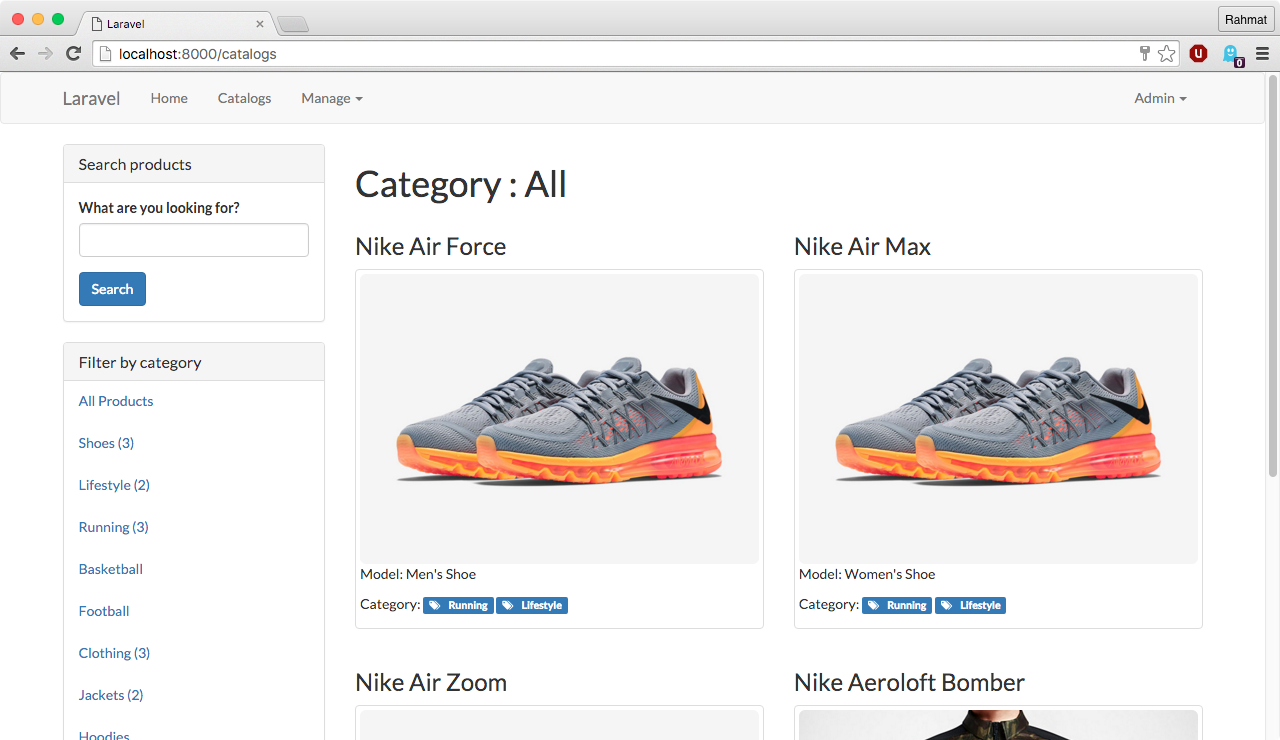 Laravel
Rahmat
localhost:8000/catalogs
0
Laravel Home Catalogs Manage Admin
Search products
What are you looking for?
Search
Filter by category
All Products
Shoes (3)
Lifestyle (2)
Running (3)
Basketball
Football
Clothing (3)
Jackets (2)
Hoodies
Category : All
Nike Air Force
Model: Men's Shoe
Category: Running Lifestyle
Nike Air Max
Model: Women's Shoe
Category: Running Lifestyle
Nike Air Zoom
Nike Aeroloft Bomber